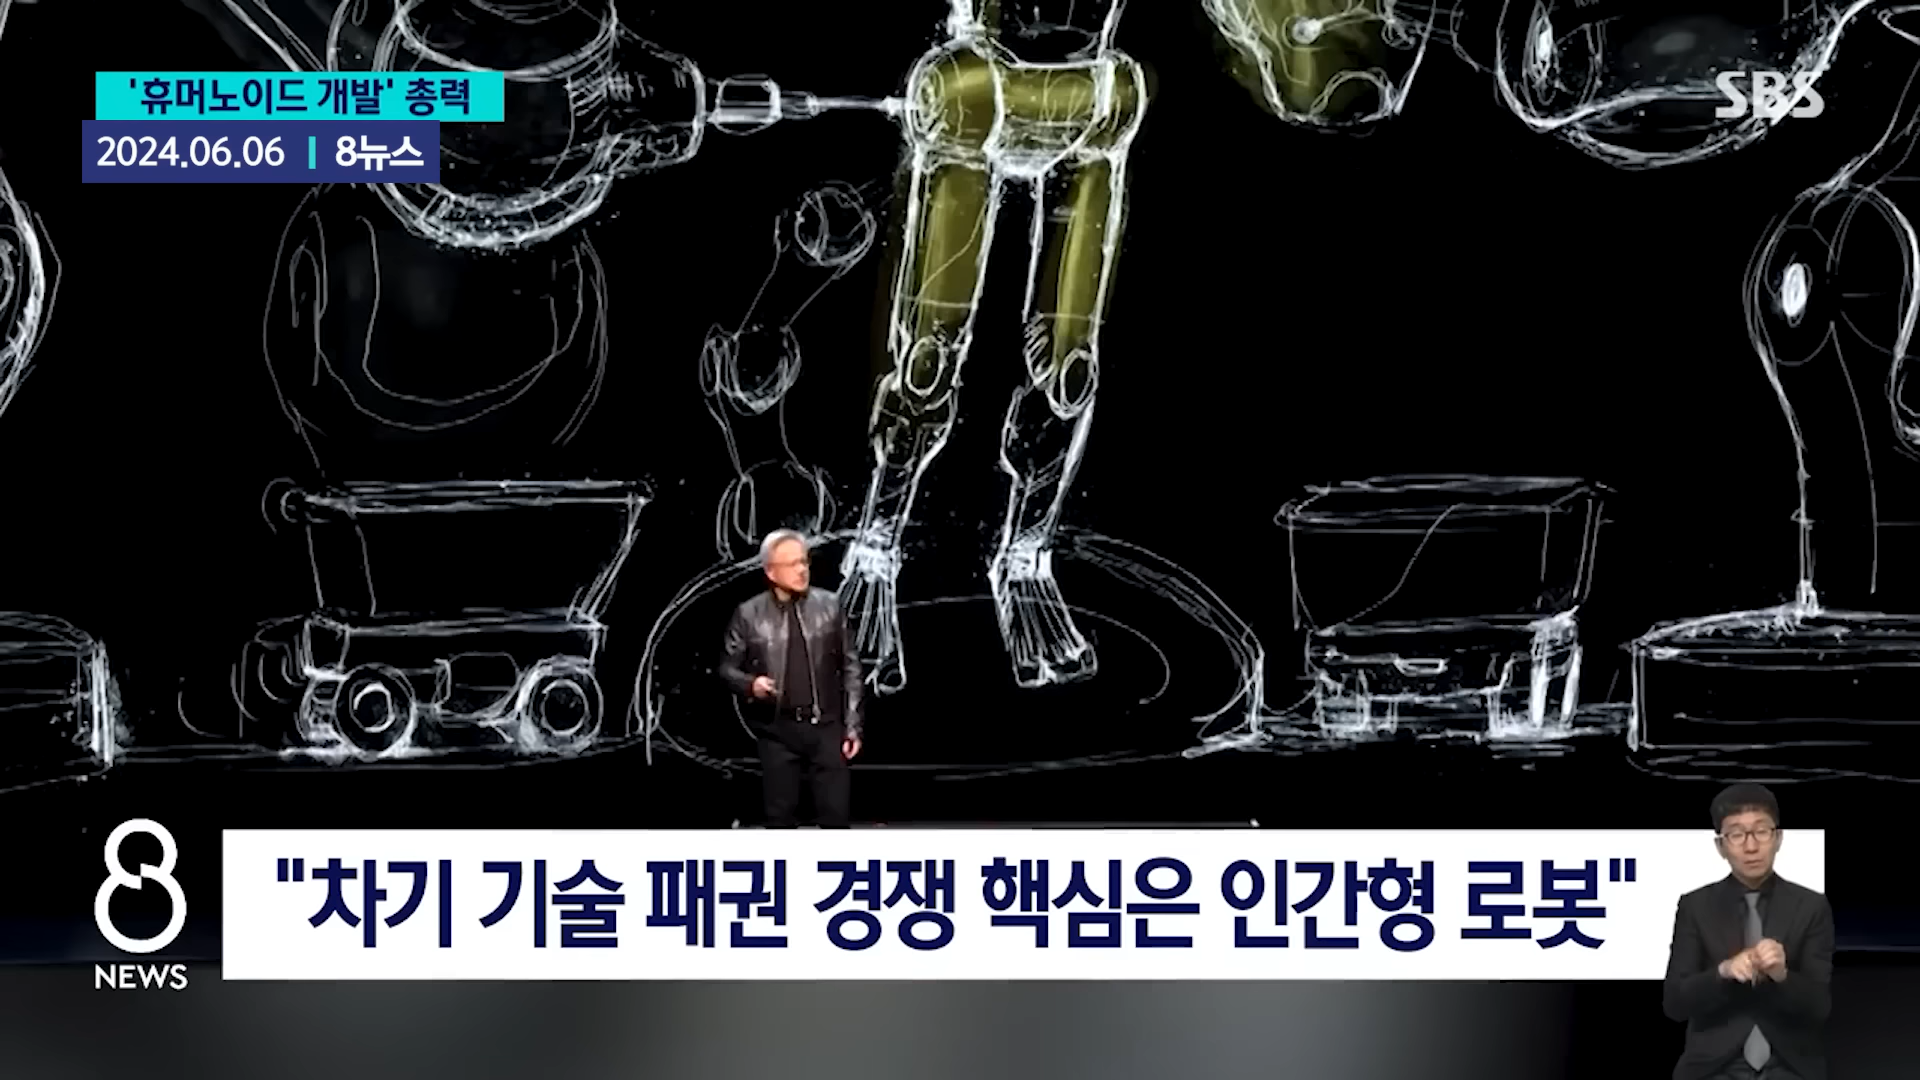 '휴머노이드 개발' 총력
2024.06.06 | 8뉴스
SBS
"차기 기술 패권 경쟁 핵심은 인간형 로봇"
8
NEWS